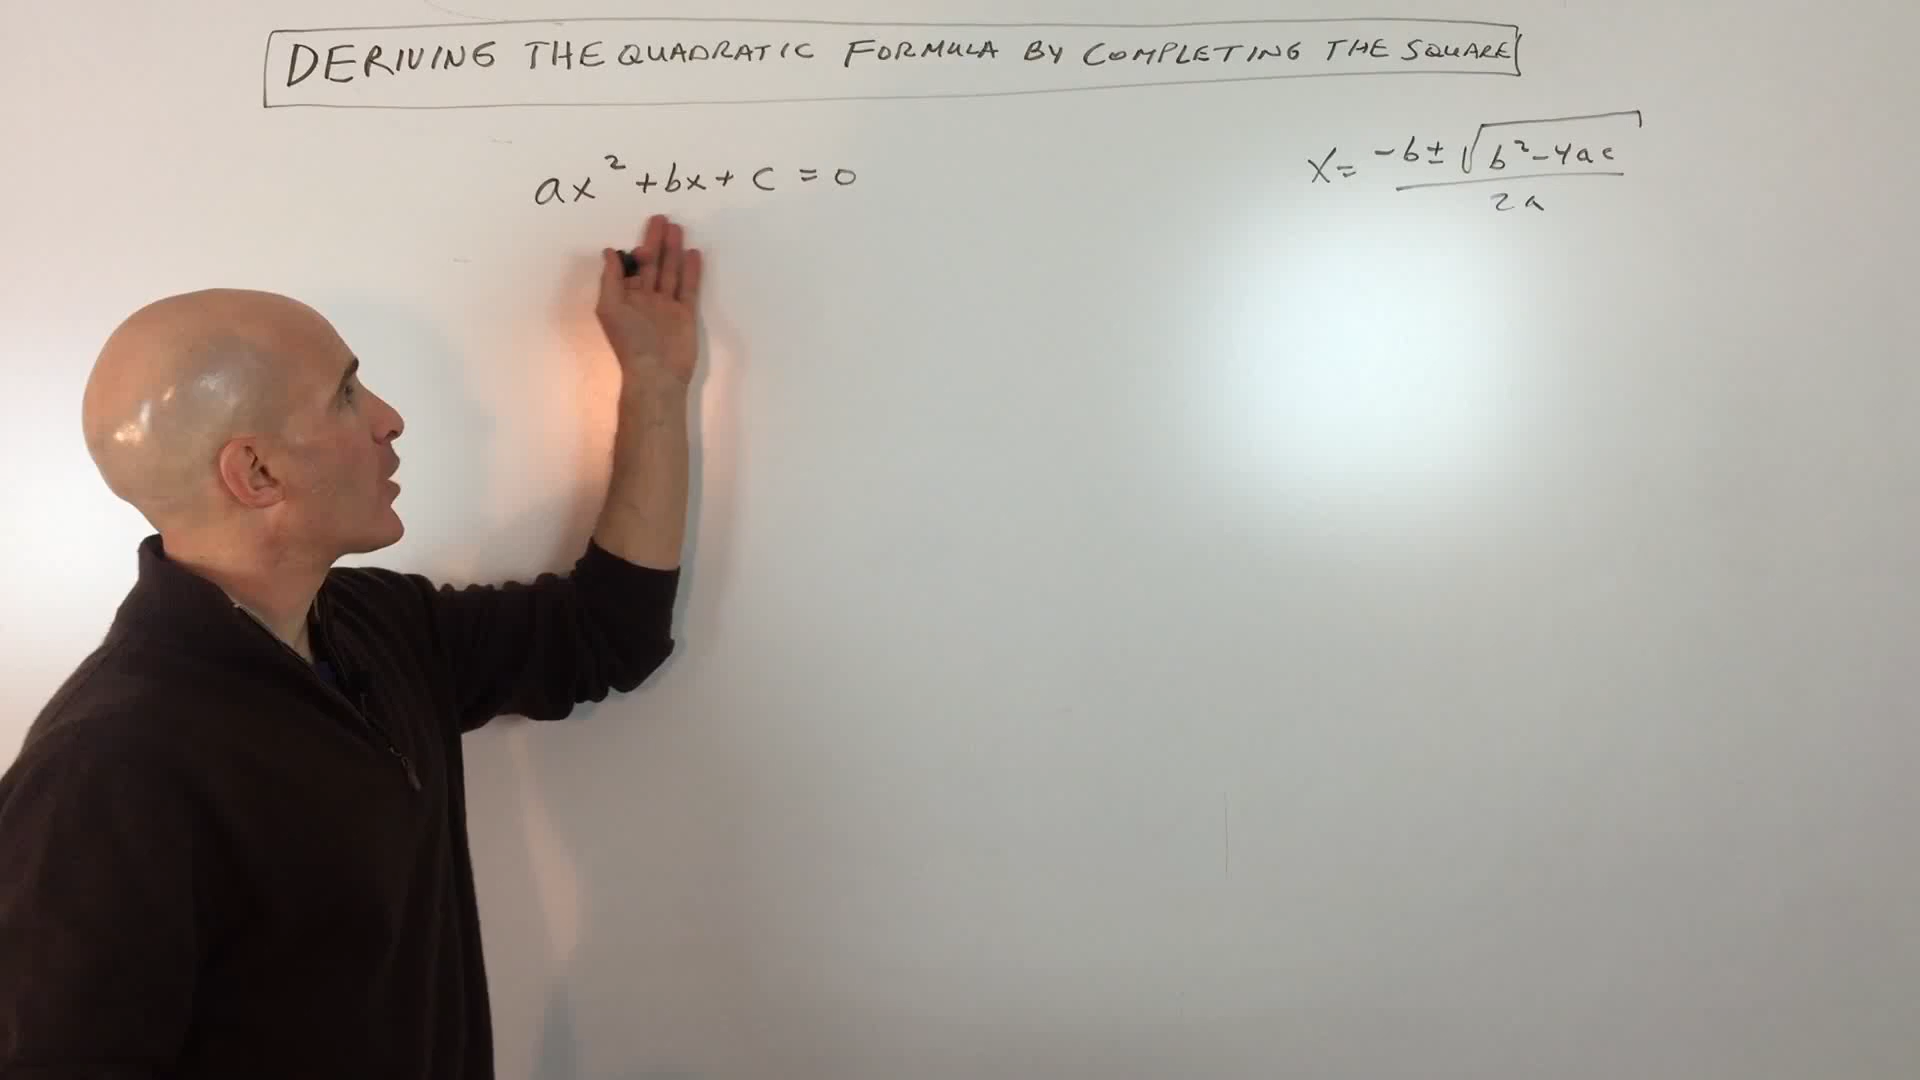 DERIVING THE QUADRATIC FORMULA BY COMPLETING THE SQUARE
ax² + bx + c = 0
x = -b ± √(b² - 4ac) / 2a